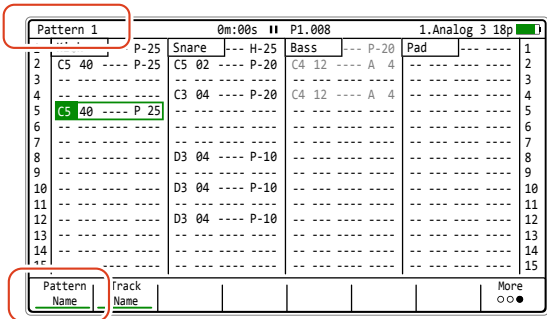 Pattern 1 0m:00s II P1.008 1.Analog 3 18p
P-25 Snare --- H-25 Bass --- P-20 Pad ---- ---- 1
2 C5 40 ---- P-25 C5 02 ---- P-20 C4 12 ---- A 4 -- -- ---- ---- 2
3 -- -- ---- ---- -- -- ---- ---- -- -- ---- ---- -- -- ---- ---- 3
4 -- -- ---- ---- C3 04 ---- P-20 C4 12 ---- A 4 -- -- ---- ---- 4
5 C5 40 ---- P 25 -- -- ---- ---- -- -- ---- ---- -- -- ---- ---- 5
6 -- -- ---- ---- -- -- ---- ---- -- -- ---- ---- -- -- ---- ---- 6
7 -- -- ---- ---- -- -- ---- ---- -- -- ---- ---- -- -- ---- ---- 7
8 -- -- ---- ---- D3 04 ---- P-10 -- -- ---- ---- -- -- ---- ---- 8
9 -- -- ---- ---- -- -- ---- ---- -- -- ---- ---- -- -- ---- ---- 9
10 -- -- ---- ---- D3 04 ---- P-10 -- -- ---- ---- -- -- ---- ---- 10
11 -- -- ---- ---- -- -- ---- ---- -- -- ---- ---- -- -- ---- ---- 11
12 -- -- ---- ---- D3 04 ---- P-10 -- -- ---- ---- -- -- ---- ---- 12
13 -- -- ---- ---- -- -- ---- ---- -- -- ---- ---- -- -- ---- ---- 13
14 -- -- ---- ---- -- -- ---- ---- -- -- ---- ---- -- -- ---- ---- 14
15 -- -- ---- ---- -- -- ---- ---- -- -- ---- ---- -- -- ---- ---- 15
Pattern Track More
Name Name